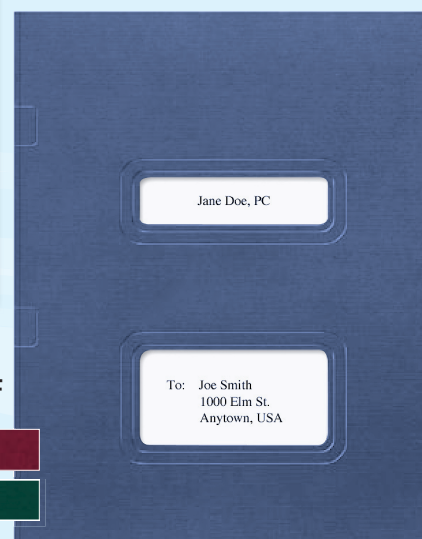 Jane Doe, PC
To: Joe Smith
1000 Elm St.
Anytown, USA